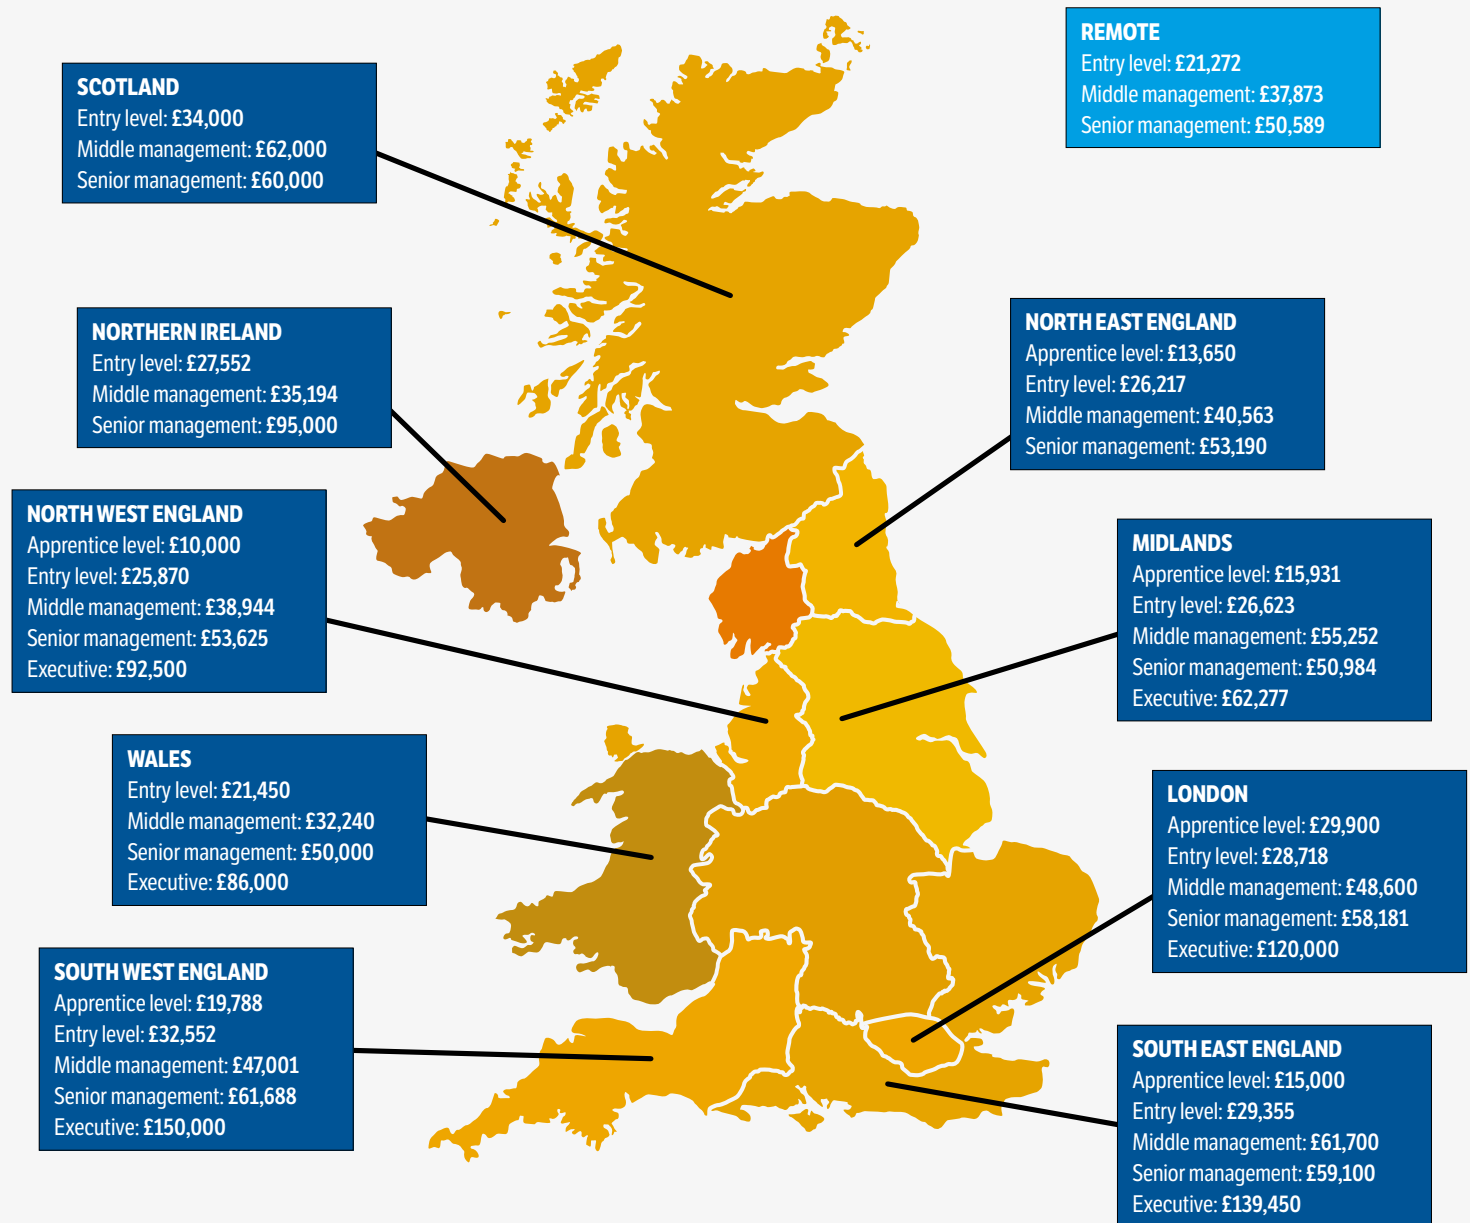 SCOTLAND
Entry level: £34,000
Middle management: £62,000
Senior management: £60,000
REMOTE
Entry level: £21,272
Middle management: £37,873
Senior management: £50,589
NORTHERN IRELAND
Entry level: £27,552
Middle management: £35,194
Senior management: £95,000
NORTH EAST ENGLAND
Apprentice level: £13,650
Entry level: £26,217
Middle management: £40,563
Senior management: £53,190
NORTH WEST ENGLAND
Apprentice level: £10,000
Entry level: £25,870
Middle management: £38,944
Senior management: £53,625
Executive: £92,500
MIDLANDS
Apprentice level: £15,931
Entry level: £26,623
Middle management: £55,252
Senior management: £50,984
Executive: £62,277
WALES
Entry level: £21,450
Middle management: £32,240
Senior management: £50,000
Executive: £86,000
LONDON
Apprentice level: £29,900
Entry level: £28,718
Middle management: £48,600
Senior management: £58,181
Executive: £120,000
SOUTH WEST ENGLAND
Apprentice level: £19,788
Entry level: £32,552
Middle management: £47,001
Senior management: £61,688
Executive: £150,000
SOUTH EAST ENGLAND
Apprentice level: £15,000
Entry level: £29,355
Middle management: £61,700
Senior management: £59,100
Executive: £139,450